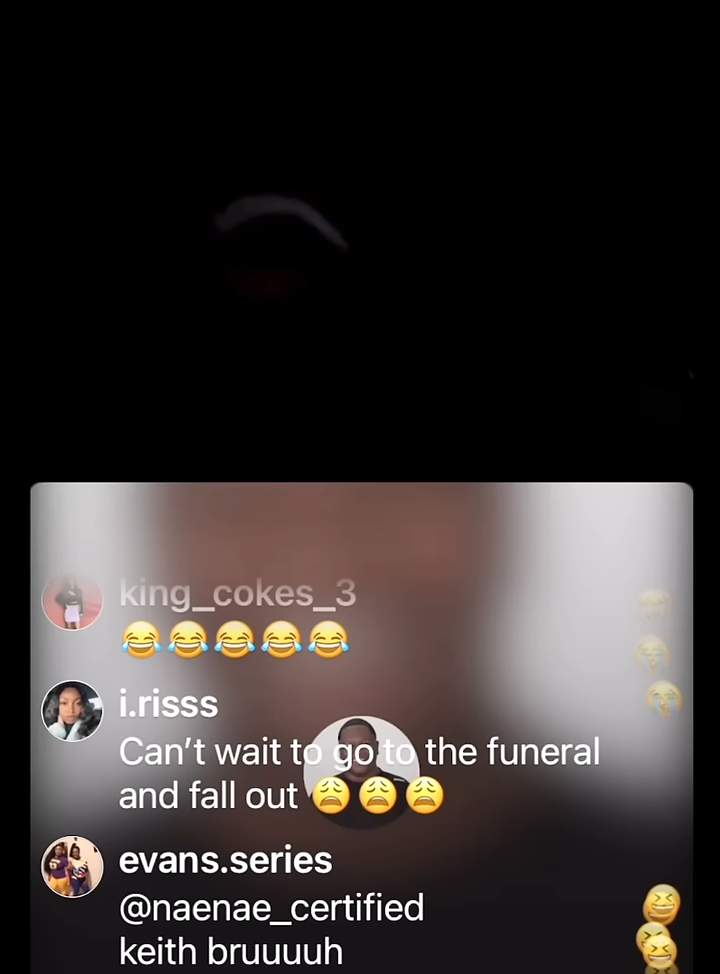 king_cokes_3
😂😂😂😂😂
i.risss
Can't wait to go to the funeral
and fall out 😩😩😩
evans.series
@naenae_certified
keith bruuuuh